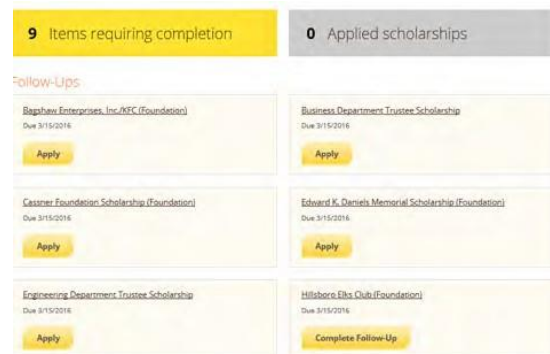 9 Items requiring completion
0 Applied scholarships
Follow-Ups
Bagshaw Enterprises, Inc./KFC (Foundation)
Due 3/15/2016
Apply
Business Department Trustee Scholarship
Due 3/15/2016
Apply
Cassner Foundation Scholarship (Foundation)
Due 3/15/2016
Apply
Edward K. Daniels Memorial Scholarship (Foundation)
Due 3/15/2016
Apply
Engineering Department Trustee Scholarship
Due 3/15/2016
Apply
Hillsboro Elks Club (Foundation)
Due 3/15/2016
Complete Follow-Up